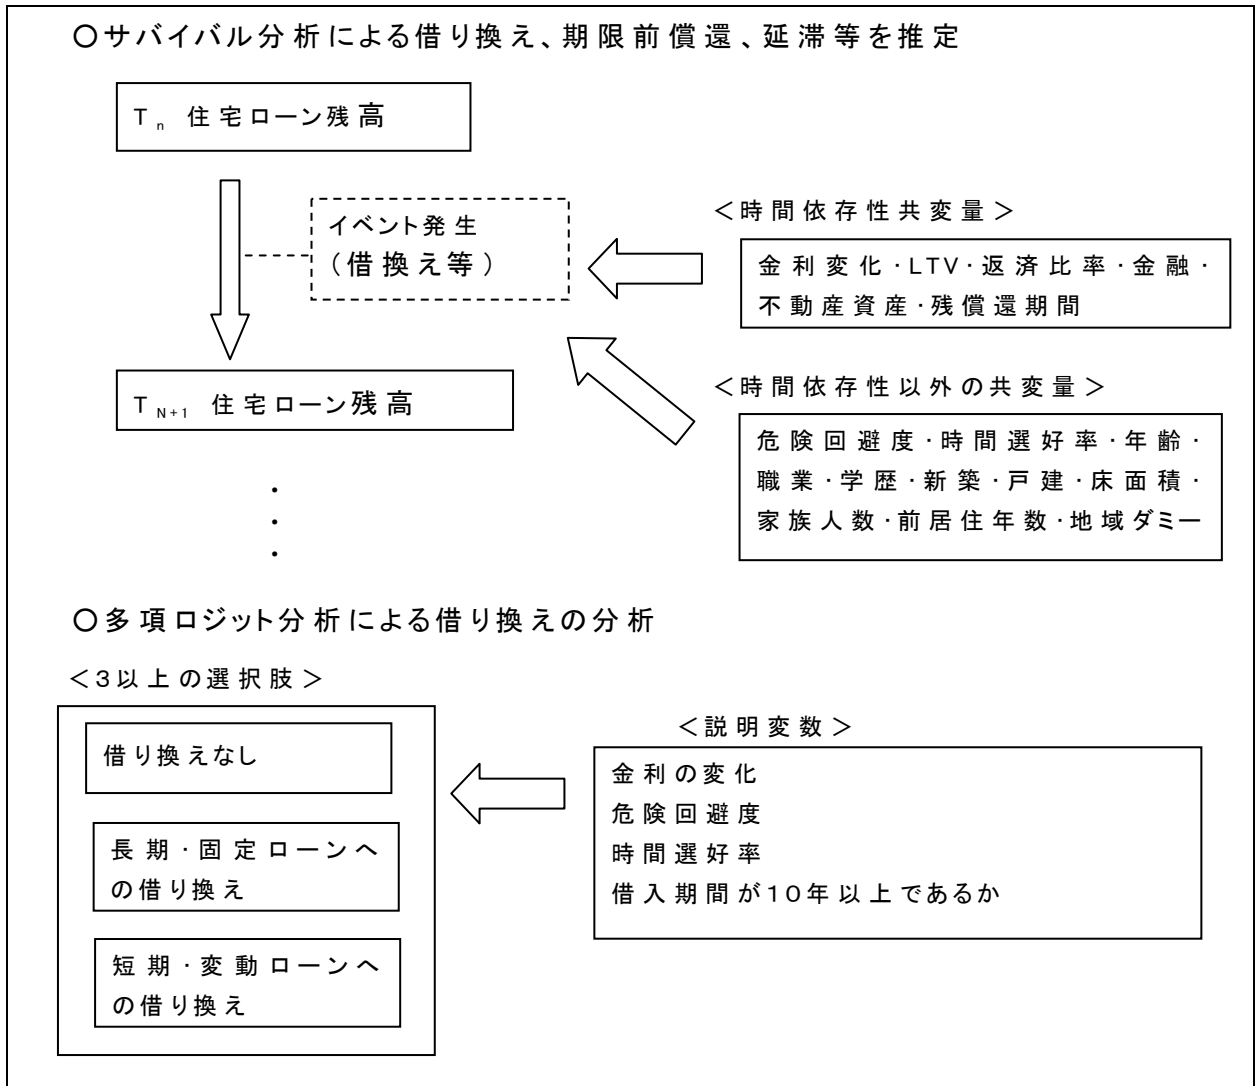 ○サバイバル分析による借り換え、期限前償還、延滞等を推定
Tn 住宅ローン残高
イベント発生
(借換え等)
<時間依存性共変量>
金利変化・LTV・返済比率・金融・
不動産資産・残償還期間
TN+1 住宅ローン残高
<時間依存性以外の共変量>
危険回避度・時間選好率・年齢・
職業・学歴・新築・戸建・床面積・
家族人数・前居住年数・地域ダミー
・
・
・
○多項ロジット分析による借り換えの分析
<3以上の選択肢>
借り換えなし
長期・固定ローンへ
の借り換え
短期・変動ローンへ
の借り換え
<説明変数>
金利の変化
危険回避度
時間選好率
借入期間が10年以上であるか